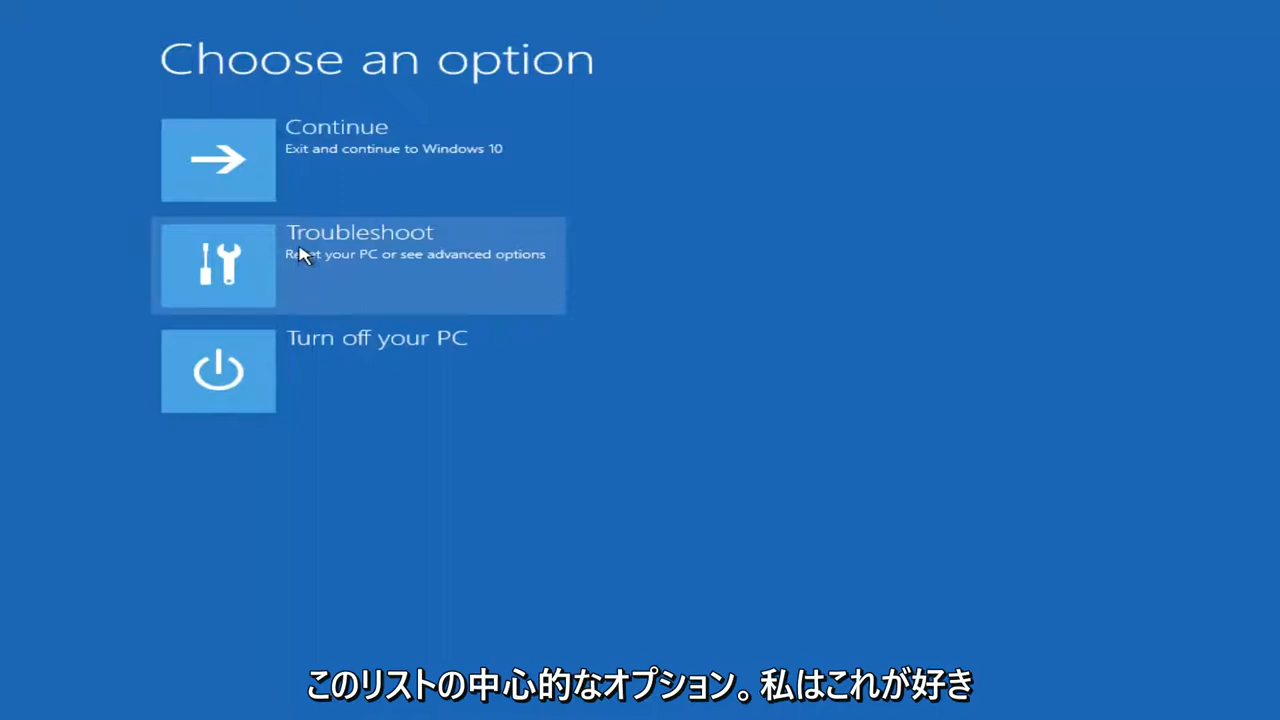 Choose an option
Continue
Exit and continue to Windows 10
Troubleshoot
Reset your PC or see advanced options
Turn off your PC
このリストの中心的なオプション。私はこれが好き